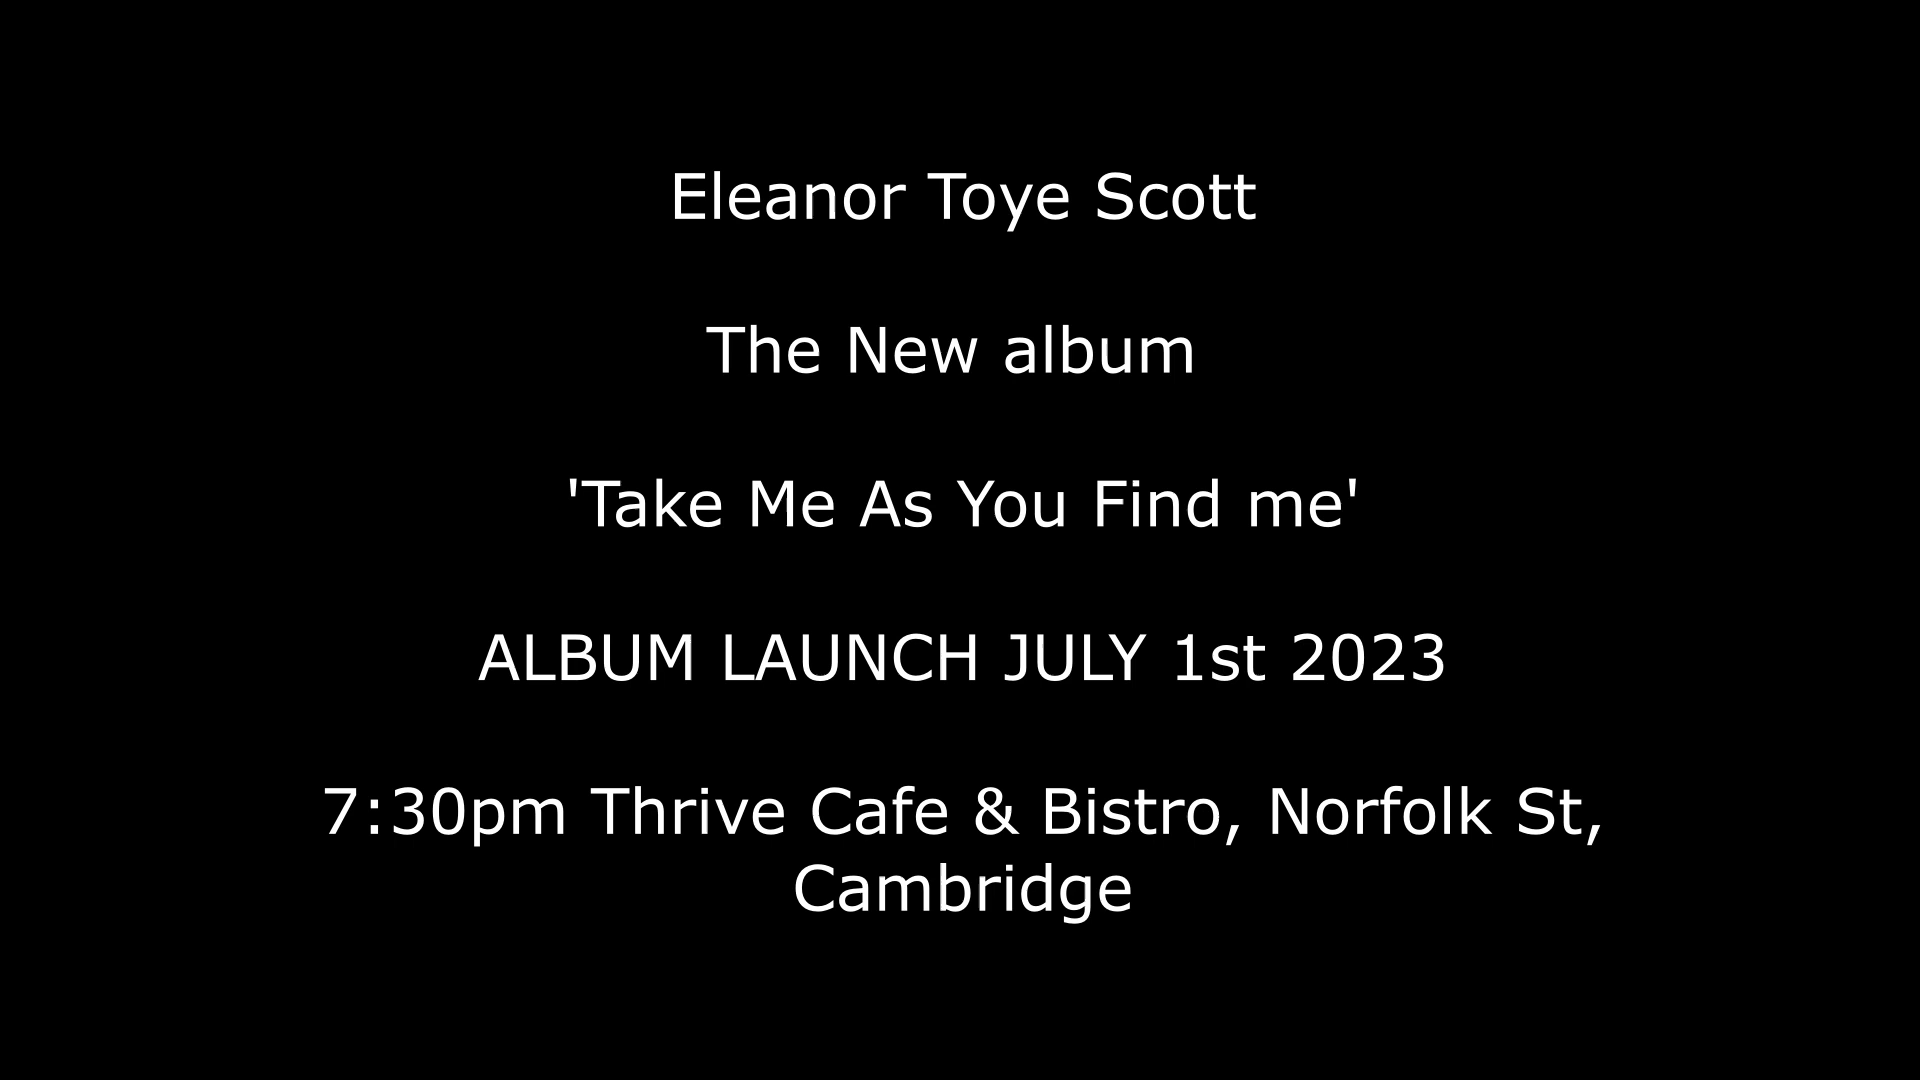 Eleanor Toye Scott
The New album
'Take Me As You Find me'
ALBUM LAUNCH JULY 1st 2023
7:30pm Thrive Cafe & Bistro, Norfolk St,
Cambridge